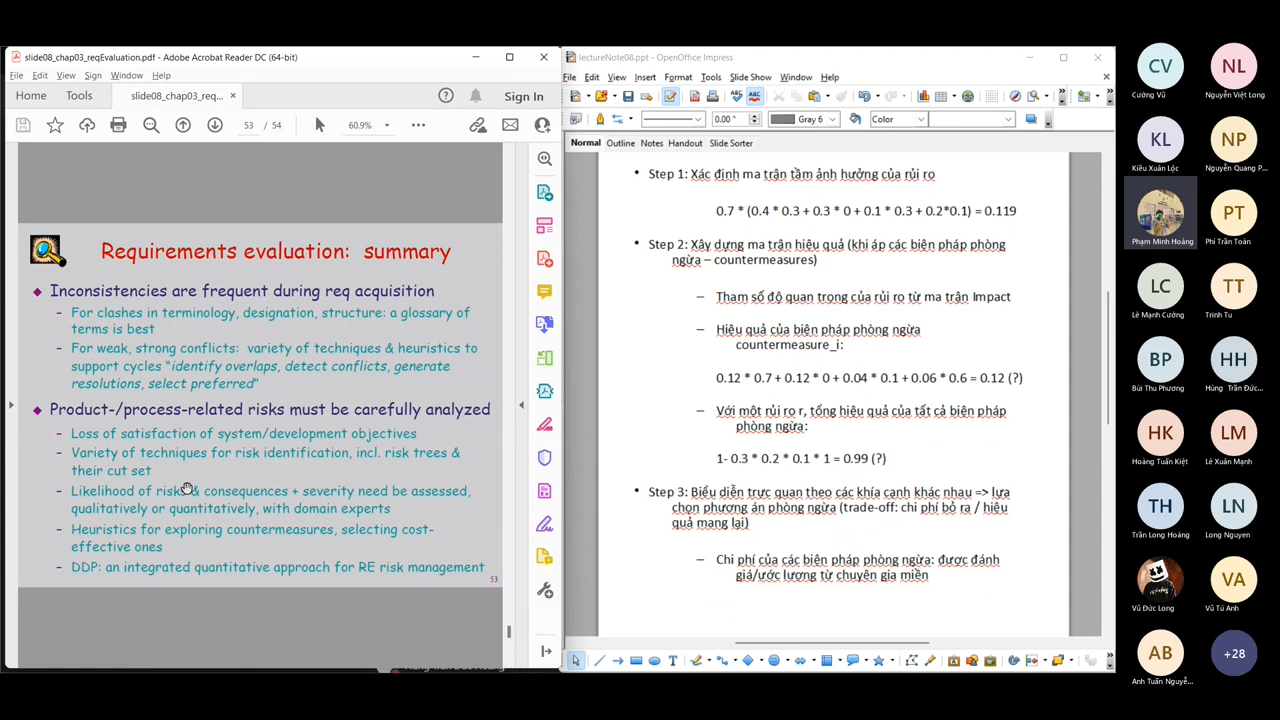 slide08_chap03_reqEvaluation.pdf - Adobe Acrobat Reader DC (64-bit)
File Edit View Sign Window Help
Home Tools slide08_chap03_req... × Sign In
53 / 54 60.9%
Requirements evaluation: summary
Inconsistencies are frequent during req acquisition
– For clashes in terminology, designation, structure: a glossary of
terms is best
– For weak, strong conflicts: variety of techniques & heuristics to
support cycles “identify overlaps, detect conflicts, generate
resolutions, select preferred”
Product-/process-related risks must be carefully analyzed
– Loss of satisfaction of system/development objectives
– Variety of techniques for risk identification, incl. risk trees &
their cut set
– Likelihood of risks & consequences + severity need be assessed,
qualitatively or quantitatively, with domain experts
– Heuristics for exploring countermeasures, selecting cost-
effective ones
– DDP: an integrated quantitative approach for RE risk management
53
lectureNote08.ppt - OpenOffice Impress
File Edit View Insert Format Tools Slide Show Window Help
0.00 " Gray 6 Color
Normal Outline Notes Handout Slide Sorter
• Step 1: Xác định ma trận tầm ảnh hưởng của rủi ro
0.7 * (0.4 * 0.3 + 0.3 * 0 + 0.1 * 0.3 + 0.2*0.1) = 0.119
• Step 2: Xây dựng ma trận hiệu quả (khi áp các biện pháp phòng
ngừa – countermeasures)
– Tham số độ quan trong của rủi ro từ ma trận Impact
– Hiệu quả của biện pháp phòng ngừa
countermeasure_i:
0.12 * 0.7 + 0.12 * 0 + 0.04 * 0.1 + 0.06 * 0.6 = 0.12 (?)
– Với một rủi ro r, tổng hiệu quả của tất cả biện pháp
phòng ngừa:
1- 0.3 * 0.2 * 0.1 * 1 = 0.99 (?)
• Step 3: Biểu diễn trực quan theo các khía cạnh khác nhau => lựa
chọn phương án phòng ngừa (trade-off: chi phí bỏ ra / hiệu
quả mang lại)
– Chi phí của các biện pháp phòng ngừa: được đánh
giá/ước lượng từ chuyên gia miền
CV NL
Cường Vũ Nguyễn Việt Long
KL NP
Kiều Xuân Lộc Nguyễn Quang P...
PT
Phạm Minh Hoàng Phí Trần Toàn
LC TT
Lê Mạnh Cường Trinh Tu
BP HH
Bùi Thu Phương Hùng Trần Đức...
HK LM
Hoàng Tuấn Kiệt Lê Xuân Mạnh
TH LN
Trần Long Hoàng Long Nguyen
VA
Vũ Đức Long Vũ Tú Anh
AB +28
Anh Tuấn Nguyễ...